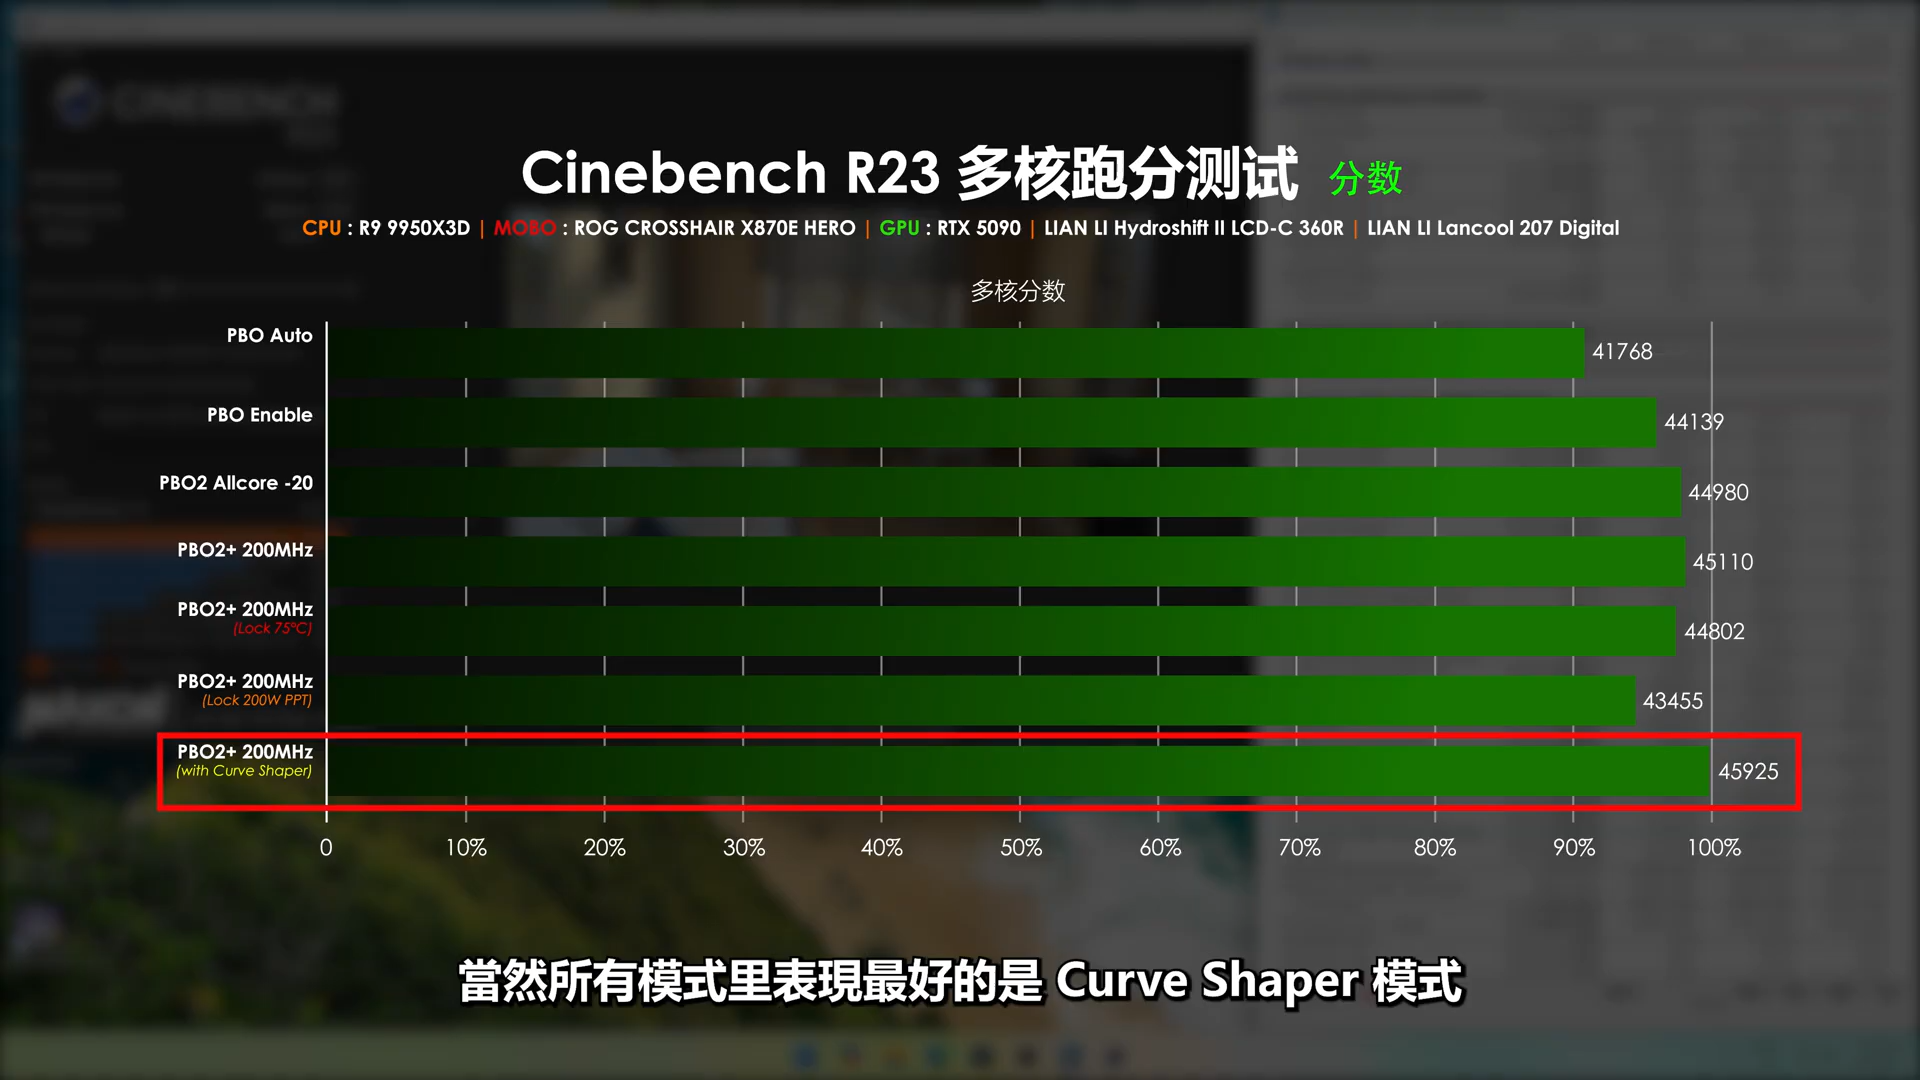 CINEBENCH
Cinebench R23 多核跑分测试 分数
CPU : R9 9950X3D | MOBO : ROG CROSSHAIR X870E HERO | GPU : RTX 5090 | LIAN LI Hydroshift II LCD-C 360R | LIAN LI Lancool 207 Digital
多核分数
PBO Auto 41768
PBO Enable 44139
PBO2 Allcore -20 44980
PBO2+ 200MHz 45110
PBO2+ 200MHz
(Lock 75°C) 44802
PBO2+ 200MHz
(Lock 200W PPT) 43455
PBO2+ 200MHz
(with Curve Shaper) 45925
0 10% 20% 30% 40% 50% 60% 70% 80% 90% 100%
當然所有模式里表現最好的是 Curve Shaper 模式